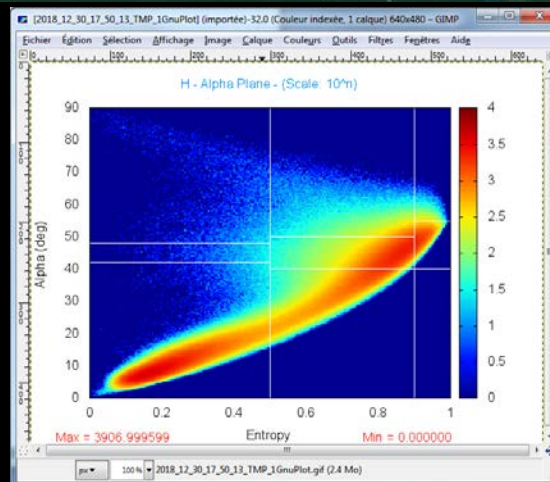 [2018_12_30_17_50_13_TMP_1GnuPlot] (importée)-32.0 (Couleur indexée, 1 calque) 640x480 – GIMP
Fichier Édition Sélection Affichage Image Calque Couleurs Outils Filtres Fenêtres Aide
H - Alpha Plane - (Scale: 10^n)
90
80
70
60
50
40
30
20
10
0
Alpha (deg)
0 0.2 0.4 0.6 0.8 1
Entropy
4
3.5
3
2.5
2
1.5
1
0.5
0
Max = 3906.999599
Min = 0.000000
px 100 % 2018_12_30_17_50_13_TMP_1GnuPlot.gif (2.4 Mo)